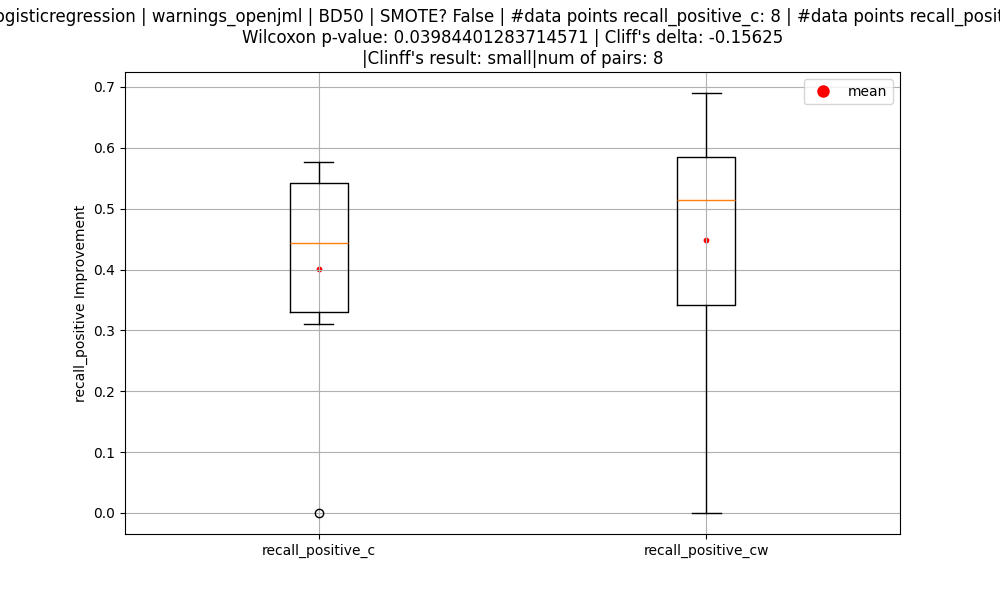 ogisticregression | warnings_openjml | BD50 | SMOTE? False | #data points recall_positive_c: 8 | #data points recall_posit
Wilcoxon p-value: 0.03984401283714571 | Cliff's delta: -0.15625
|Clinff's result: small|num of pairs: 8
mean
0.7
0.6
0.5
0.4
0.3
0.2
0.1
0.0
recall_positive Improvement
recall_positive_c
recall_positive_cw